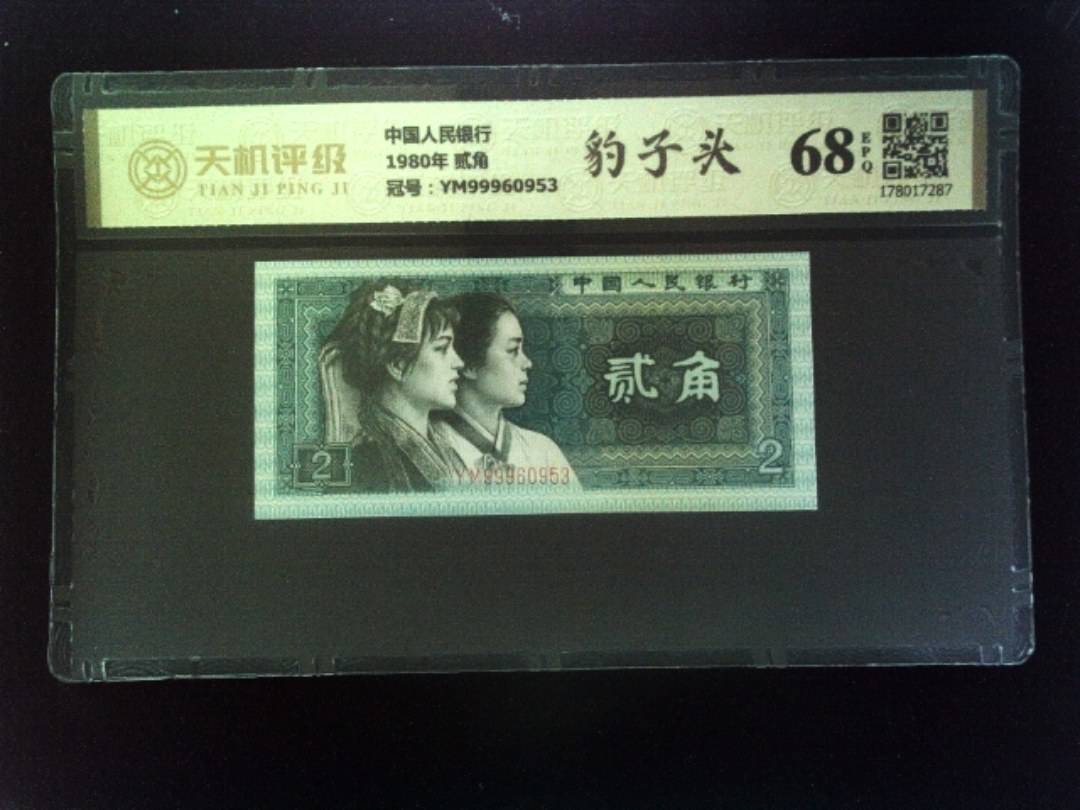 天机评级
TIAN JI PING JI
中国人民银行
1980年 贰角
冠号：YM99960953
豹子头
68
EPQ
178017287
中国人民银行
贰角
2
2
YM99960953